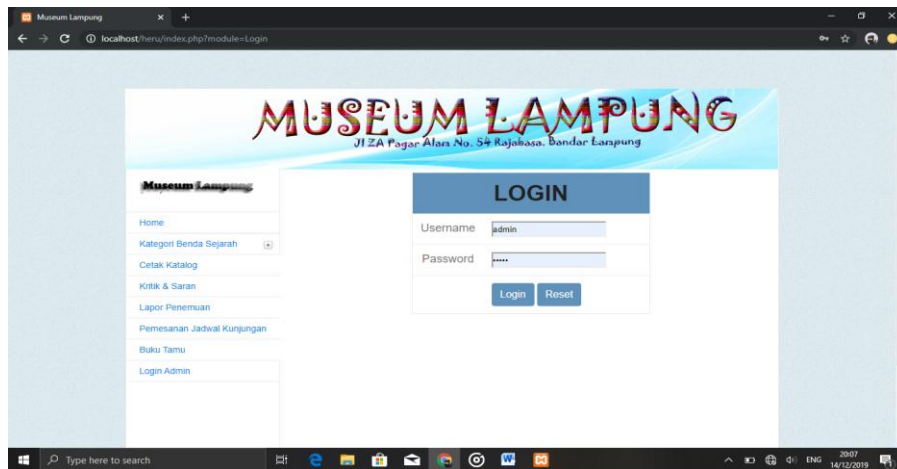 Museum Lampung
localhost/heru/index.php?module=Login
MUSEUM LAMPUNG
Jl ZA Pagar Alam No. 54 Rajabasa, Bandar Lampung
Museum Lampung
Home
Kategori Benda Sejarah
Cetak Katalog
Kritik & Saran
Lapor Penemuan
Pemesanan Jadwal Kunjungan
Buku Tamu
Login Admin
LOGIN
Username admin
Password •••••
Login Reset
Type here to search
ENG
20:07
14/12/2019